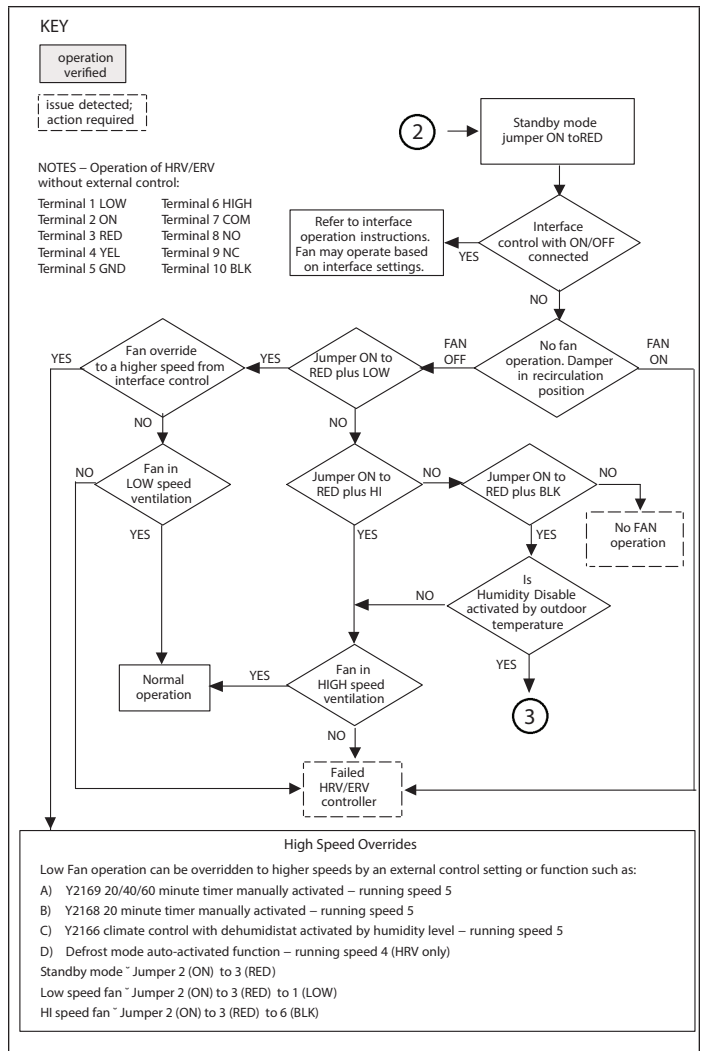 KEY
operation
verified
issue detected;
action required
NOTES – Operation of HRV/ERV
without external control:
Terminal 1 LOW
Terminal 2 ON
Terminal 3 RED
Terminal 4 YEL
Terminal 5 GND
Terminal 6 HIGH
Terminal 7 COM
Terminal 8 NO
Terminal 9 NC
Terminal 10 BLK
2
Standby mode
jumper ON toRED
Interface
control with ON/OFF
connected
YES
Refer to interface
operation instructions.
Fan may operate based
on interface settings.
NO
No fan
operation. Damper
in recirculation
position
FAN
ON
FAN
OFF
Jumper ON to
RED plus LOW
YES
Fan override
to a higher speed from
interface control
YES
NO
Fan in
LOW speed
ventilation
NO
YES
NO
Jumper ON to
RED plus HI
NO
Jumper ON to
RED plus BLK
NO
No FAN
operation
YES
YES
Is
Humidity Disable
activated by outdoor
temperature
NO
YES
3
Fan in
HIGH speed
ventilation
YES
Normal
operation
NO
Failed
HRV/ERV
controller
High Speed Overrides
Low Fan operation can be overridden to higher speeds by an external control setting or function such as:
A) Y2169 20/40/60 minute timer manually activated – running speed 5
B) Y2168 20 minute timer manually activated – running speed 5
C) Y2166 climate control with dehumidistat activated by humidity level – running speed 5
D) Defrost mode auto-activated function – running speed 4 (HRV only)
Standby mode ˘ Jumper 2 (ON) to 3 (RED)
Low speed fan ˘ Jumper 2 (ON) to 3 (RED) to 1 (LOW)
HI speed fan ˘ Jumper 2 (ON) to 3 (RED) to 6 (BLK)